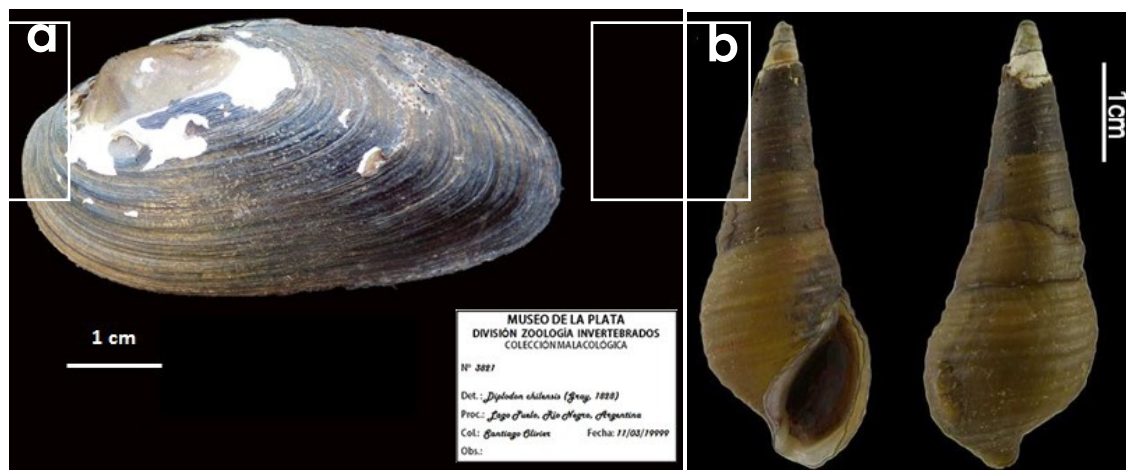 a
b
1cm
1 cm
MUSEO DE LA PLATA
DIVISIÓN ZOOLOGÍA INVERTEBRADOS
COLECCIÓN MALACOLÓGICA
Nº 3827
Det.: Diplodon chilensis (Gray, 1828)
Proc.: Lago Puelo, Río Negro, Argentina
Col.: Santiago Olivier Fecha: 11/03/19999
Obs.: